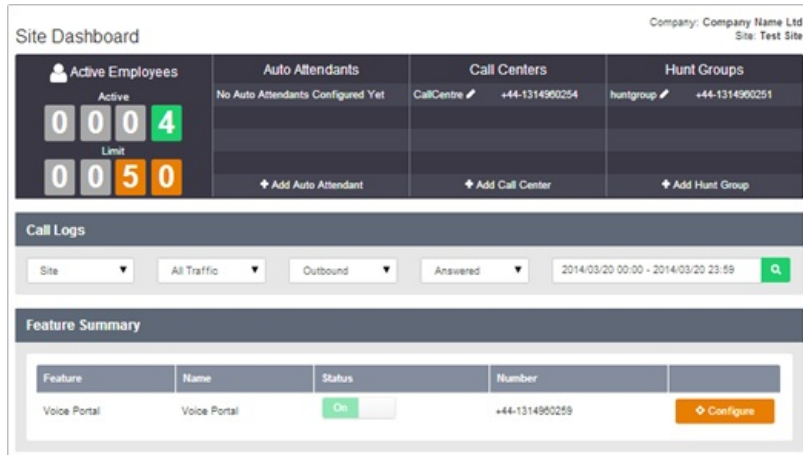 Company: Company Name Ltd
Site Dashboard
Site: Test Site
Active Employees
Auto Attendants
Call Centers
Hunt Groups
Active
No Auto Attendants Configured Yet
CallCentre +44-1314960254
huntgroup +44-1314960251
0 0 0 4
Limit
0 0 5 0
Add Auto Attendant
Add Call Center
Add Hunt Group
Call Logs
Site All Traffic Outbound Answered 2014/03/20 00:00 - 2014/03/20 23:59
Feature Summary
Feature Name Status Number
Voice Portal Voice Portal On +44-1314960259 Configure